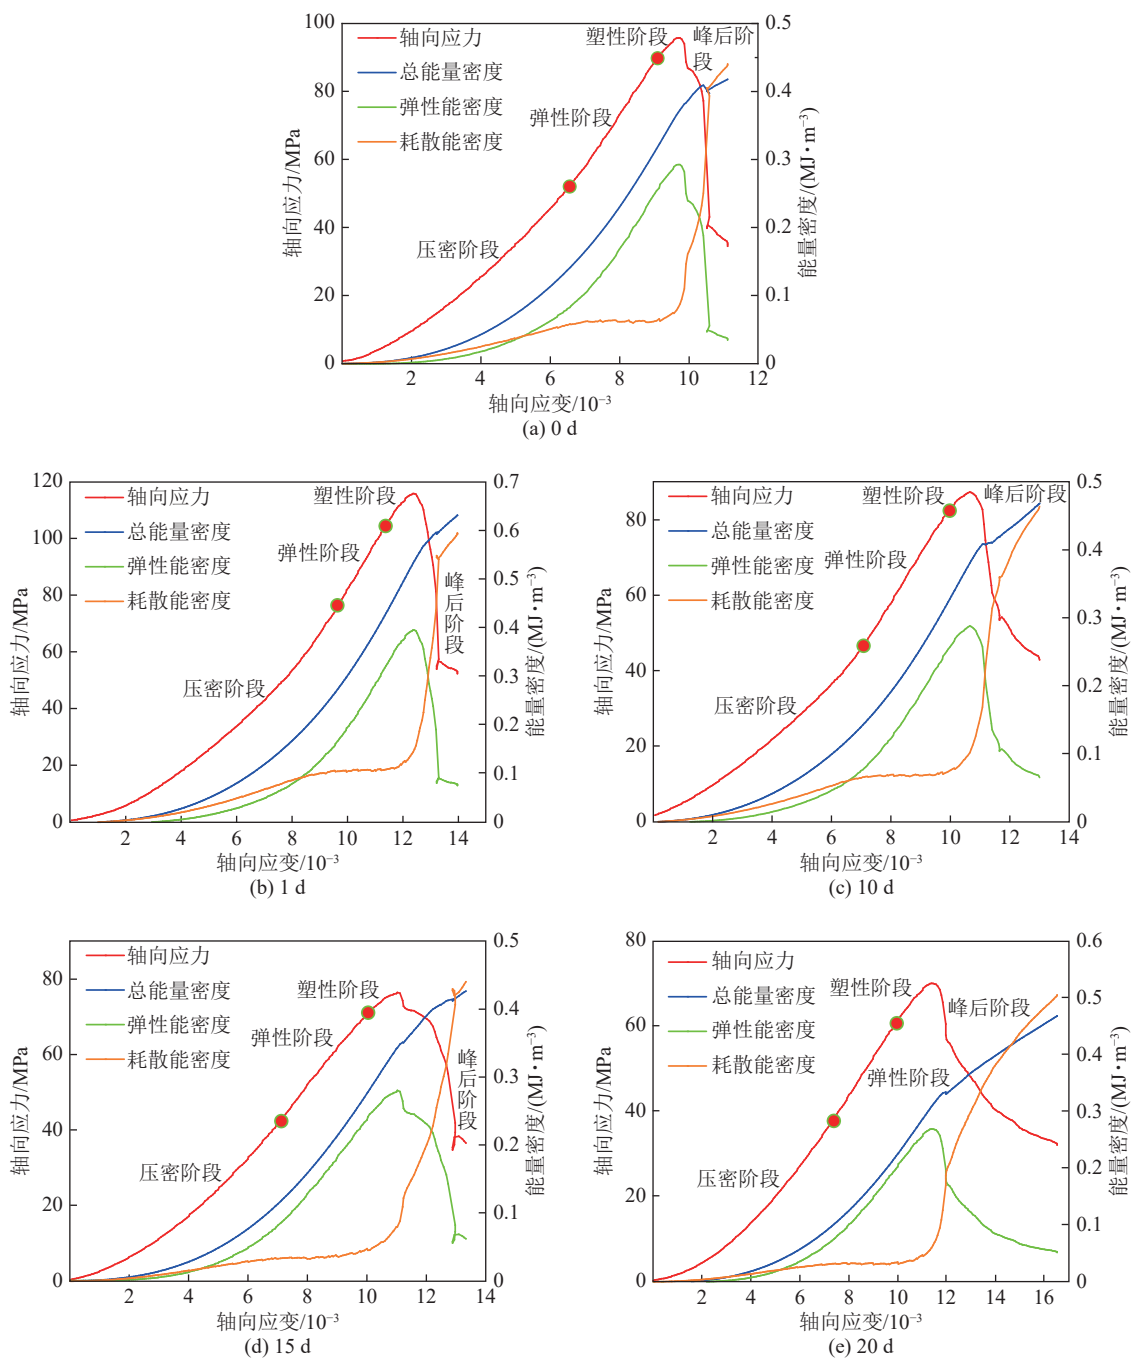 100
80
60
40
20
0
轴向应力/MPa
轴向应力
总能量密度
弹性能密度
耗散能密度
塑性阶段
峰后阶
段
弹性阶段
压密阶段
0.5
0.4
0.3
0.2
0.1
0
能量密度/(MJ·m⁻³)
2 4 6 8 10 12
轴向应变/10⁻³
(a) 0 d
120
100
80
60
40
20
0
轴向应力/MPa
轴向应力
总能量密度
弹性能密度
耗散能密度
塑性阶段
弹性阶段
峰
后
阶
段
压密阶段
0.7
0.6
0.5
0.4
0.3
0.2
0.1
0
能量密度/(MJ·m⁻³)
2 4 6 8 10 12 14
轴向应变/10⁻³
(b) 1 d
80
60
40
20
0
轴向应力/MPa
轴向应力
总能量密度
弹性能密度
耗散能密度
塑性阶段
峰后阶段
弹性阶段
压密阶段
0.5
0.4
0.3
0.2
0.1
0
能量密度/(MJ·m⁻³)
2 4 6 8 10 12 14
轴向应变/10⁻³
(c) 10 d
80
60
40
20
0
轴向应力/MPa
轴向应力
总能量密度
弹性能密度
耗散能密度
塑性阶段
弹性阶段
峰
后
阶
段
压密阶段
0.5
0.4
0.3
0.2
0.1
0
能量密度/(MJ·m⁻³)
2 4 6 8 10 12 14
轴向应变/10⁻³
(d) 15 d
80
60
40
20
0
轴向应力/MPa
轴向应力
总能量密度
弹性能密度
耗散能密度
塑性阶段
峰后阶段
弹性阶段
压密阶段
0.6
0.5
0.4
0.3
0.2
0.1
0
能量密度/(MJ·m⁻³)
0 2 4 6 8 10 12 14 16
轴向应变/10⁻³
(e) 20 d